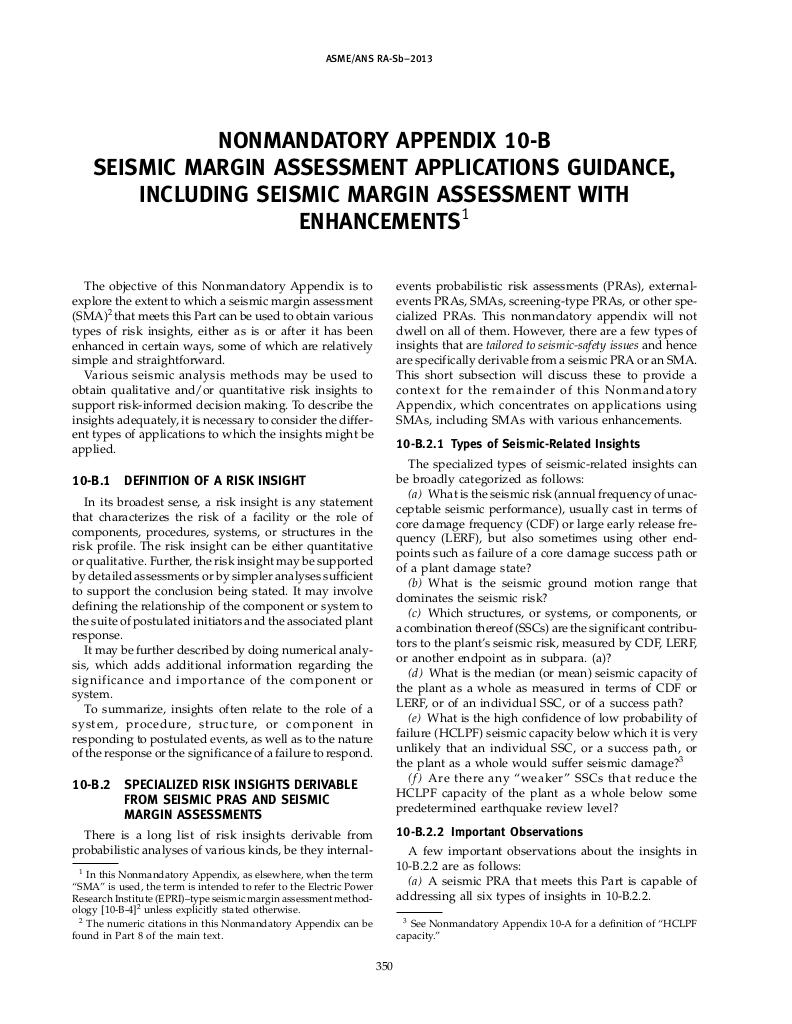 ASME/ANS RA-Sb–2013
NONMANDATORY APPENDIX 10-B
SEISMIC MARGIN ASSESSMENT APPLICATIONS GUIDANCE,
INCLUDING SEISMIC MARGIN ASSESSMENT WITH
ENHANCEMENTS1
The objective of this Nonmandatory Appendix is to
explore the extent to which a seismic margin assessment
(SMA)2 that meets this Part can be used to obtain various
types of risk insights, either as is or after it has been
enhanced in certain ways, some of which are relatively
simple and straightforward.
Various seismic analysis methods may be used to
obtain qualitative and/or quantitative risk insights to
support risk-informed decision making. To describe the
insights adequately, it is necessary to consider the differ-
ent types of applications to which the insights might be
applied.
10-B.1 DEFINITION OF A RISK INSIGHT
In its broadest sense, a risk insight is any statement
that characterizes the risk of a facility or the role of
components, procedures, systems, or structures in the
risk profile. The risk insight can be either quantitative
or qualitative. Further, the risk insight may be supported
by detailed assessments or by simpler analyses sufficient
to support the conclusion being stated. It may involve
defining the relationship of the component or system to
the suite of postulated initiators and the associated plant
response.
It may be further described by doing numerical analy-
sis, which adds additional information regarding the
significance and importance of the component or
system.
To summarize, insights often relate to the role of a
system, procedure, structure, or component in
responding to postulated events, as well as to the nature
of the response or the significance of a failure to respond.
10-B.2 SPECIALIZED RISK INSIGHTS DERIVABLE
FROM SEISMIC PRAS AND SEISMIC
MARGIN ASSESSMENTS
There is a long list of risk insights derivable from
probabilistic analyses of various kinds, be they internal-
1 In this Nonmandatory Appendix, as elsewhere, when the term
“SMA” is used, the term is intended to refer to the Electric Power
Research Institute (EPRI)–type seismic margin assessment method-
ology [10-B-4]2 unless explicitly stated otherwise.
2 The numeric citations in this Nonmandatory Appendix can be
found in Part 8 of the main text.
events probabilistic risk assessments (PRAs), external-
events PRAs, SMAs, screening-type PRAs, or other spe-
cialized PRAs. This nonmandatory appendix will not
dwell on all of them. However, there are a few types of
insights that are tailored to seismic-safety issues and hence
are specifically derivable from a seismic PRA or an SMA.
This short subsection will discuss these to provide a
context for the remainder of this Nonmandatory
Appendix, which concentrates on applications using
SMAs, including SMAs with various enhancements.
10-B.2.1 Types of Seismic-Related Insights
The specialized types of seismic-related insights can
be broadly categorized as follows:
(a) What is the seismic risk (annual frequency of unac-
ceptable seismic performance), usually cast in terms of
core damage frequency (CDF) or large early release fre-
quency (LERF), but also sometimes using other end-
points such as failure of a core damage success path or
of a plant damage state?
(b) What is the seismic ground motion range that
dominates the seismic risk?
(c) Which structures, or systems, or components, or
a combination thereof (SSCs) are the significant contribu-
tors to the plant’s seismic risk, measured by CDF, LERF,
or another endpoint as in subpara. (a)?
(d) What is the median (or mean) seismic capacity of
the plant as a whole as measured in terms of CDF or
LERF, or of an individual SSC, or of a success path?
(e) What is the high confidence of low probability of
failure (HCLPF) seismic capacity below which it is very
unlikely that an individual SSC, or a success path, or
the plant as a whole would suffer seismic damage?3
(f) Are there any “weaker” SSCs that reduce the
HCLPF capacity of the plant as a whole below some
predetermined earthquake review level?
10-B.2.2 Important Observations
A few important observations about the insights in
10-B.2.2 are as follows:
(a) A seismic PRA that meets this Part is capable of
addressing all six types of insights in 10-B.2.2.
3 See Nonmandatory Appendix 10-A for a definition of “HCLPF
capacity.”
350